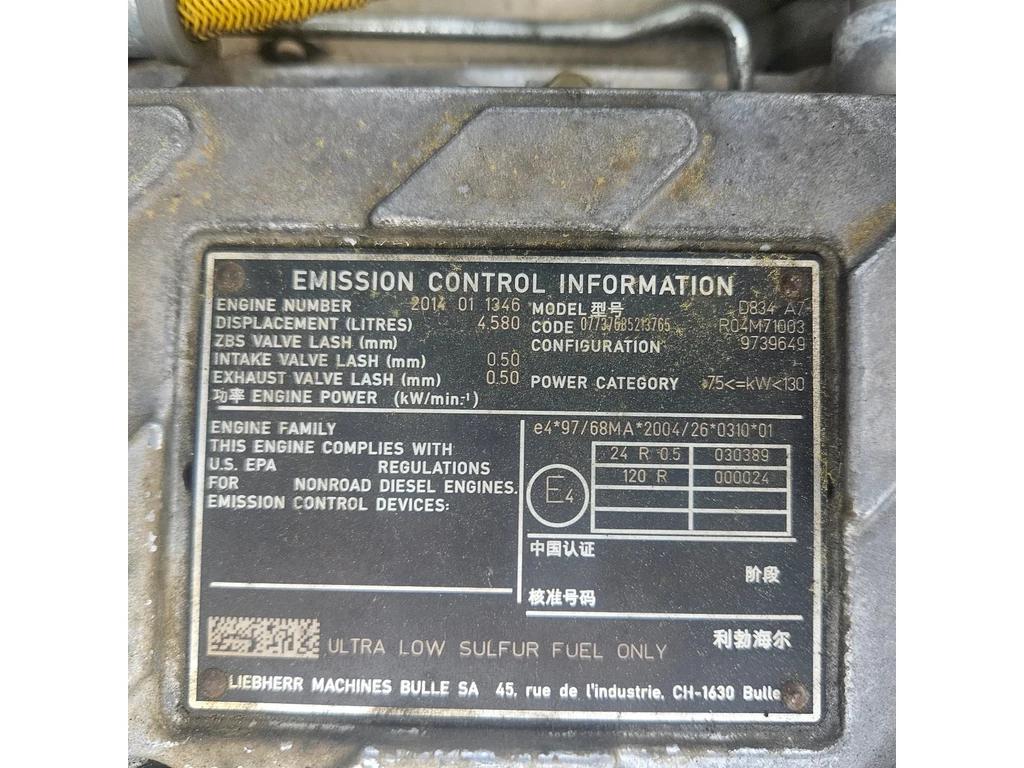 EMISSION CONTROL INFORMATION
ENGINE NUMBER 2014 01 1346 MODEL 型号 D834 A7
DISPLACEMENT (LITRES) 4.580 CODE 07737685213765 R04M71003
ZBS VALVE LASH (mm) CONFIGURATION 9739649
INTAKE VALVE LASH (mm) 0.50
EXHAUST VALVE LASH (mm) 0.50 POWER CATEGORY 75<=kW<130
功率 ENGINE POWER (kW/min.-¹)
ENGINE FAMILY e4*97/68MA*2004/26*0310*01
THIS ENGINE COMPLIES WITH
U.S. EPA REGULATIONS
FOR NONROAD DIESEL ENGINES.
EMISSION CONTROL DEVICES:
24 R 0.5 030389
120 R 000024
E4
中国认证
阶段
核准号码
利勃海尔
ULTRA LOW SULFUR FUEL ONLY
LIEBHERR MACHINES BULLE SA 45, rue de l'industrie, CH-1630 Bulle